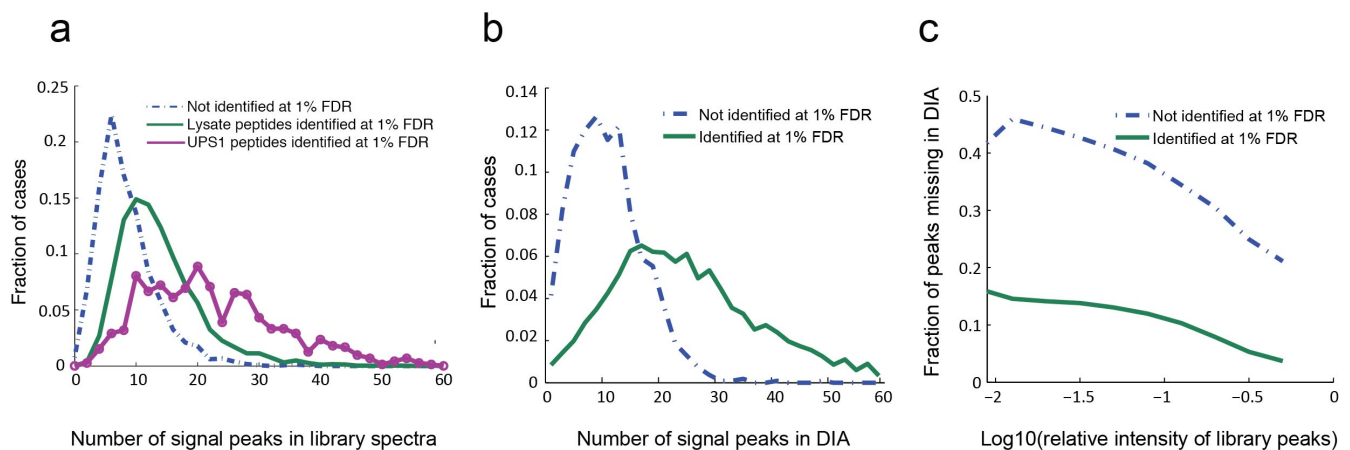 a
b
c
0.25
0.2
0.15
0.1
0.05
0
0
10
20
30
40
50
60
Fraction of cases
Number of signal peaks in library spectra
Not identified at 1% FDR
Lysate peptides identified at 1% FDR
UPS1 peptides identified at 1% FDR
0.14
0.12
0.10
0.08
0.06
0.04
0.02
0
0
10
20
30
40
50
60
Fraction of cases
Number of signal peaks in DIA
Not identified at 1% FDR
Identified at 1% FDR
0.5
0.4
0.3
0.2
0.1
0
−2
−1.5
−1
−0.5
0
Fraction of peaks missing in DIA
Log10(relative intensity of library peaks)
Not identified at 1% FDR
Identified at 1% FDR